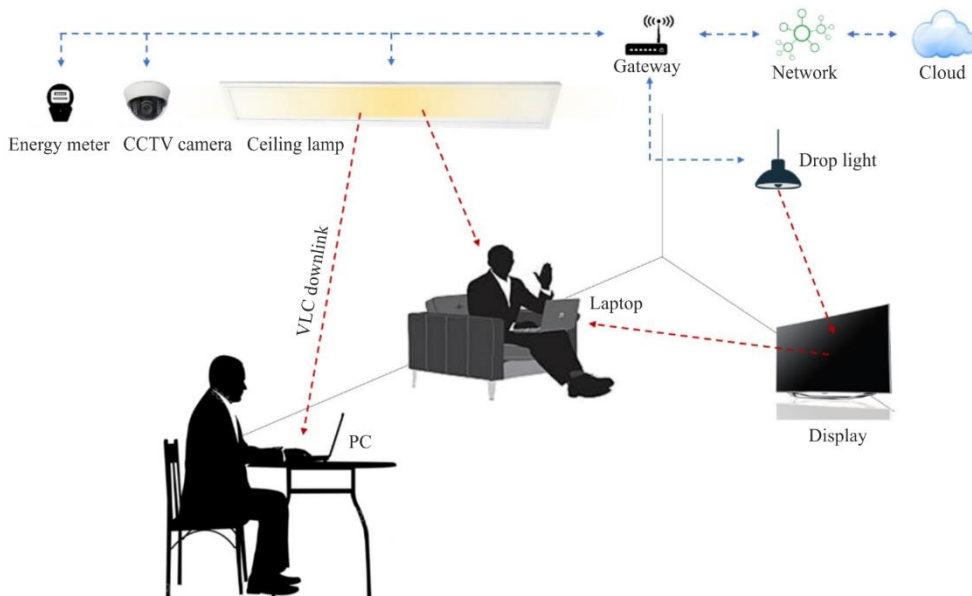 Gateway
Network
Cloud
Energy meter
CCTV camera
Ceiling lamp
Drop light
VLC downlink
Laptop
PC
Display